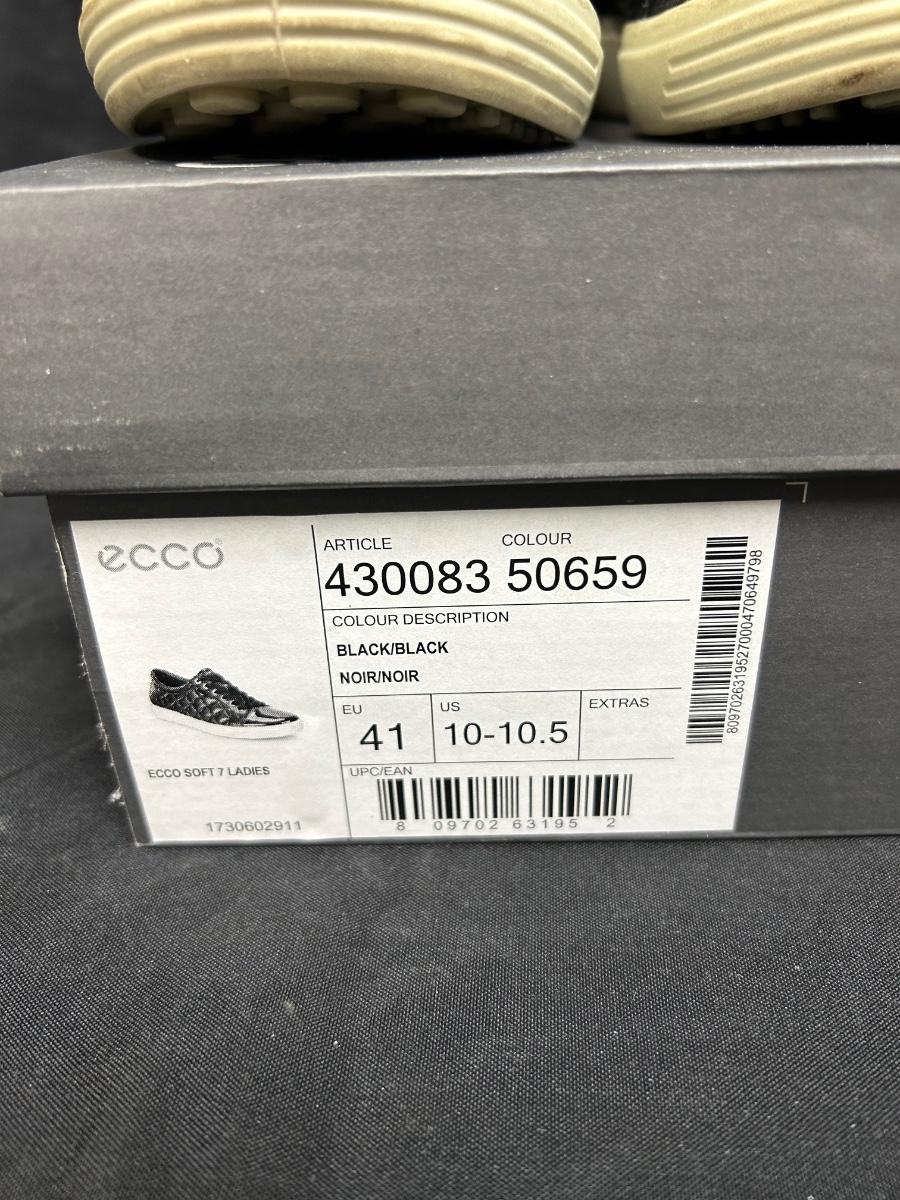 ecco®
ARTICLE COLOUR
430083 50659
COLOUR DESCRIPTION
BLACK/BLACK
NOIR/NOIR
EU US EXTRAS
41 10-10.5
ECCO SOFT 7 LADIES
UPC/EAN
8 09702 63195 2
1730602911
809702631952700047064979​8